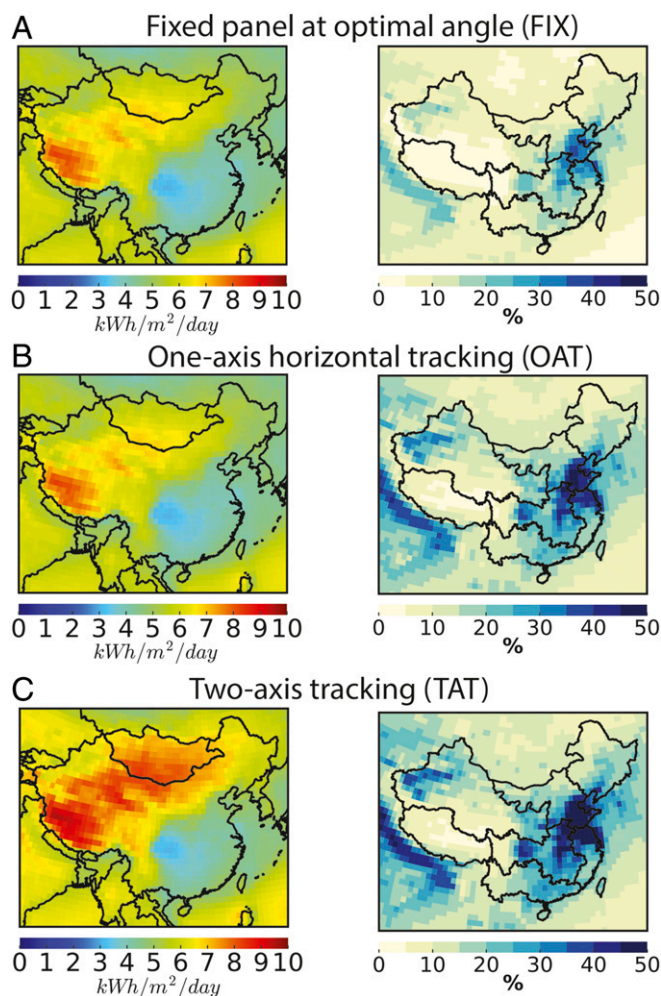 A Fixed panel at optimal angle (FIX)
0 1 2 3 4 5 6 7 8 9 10 0 10 20 30 40 50
kWh/m²/day %
B One-axis horizontal tracking (OAT)
0 1 2 3 4 5 6 7 8 9 10 0 10 20 30 40 50
kWh/m²/day %
C Two-axis tracking (TAT)
0 1 2 3 4 5 6 7 8 9 10 0 10 20 30 40 50
kWh/m²/day %